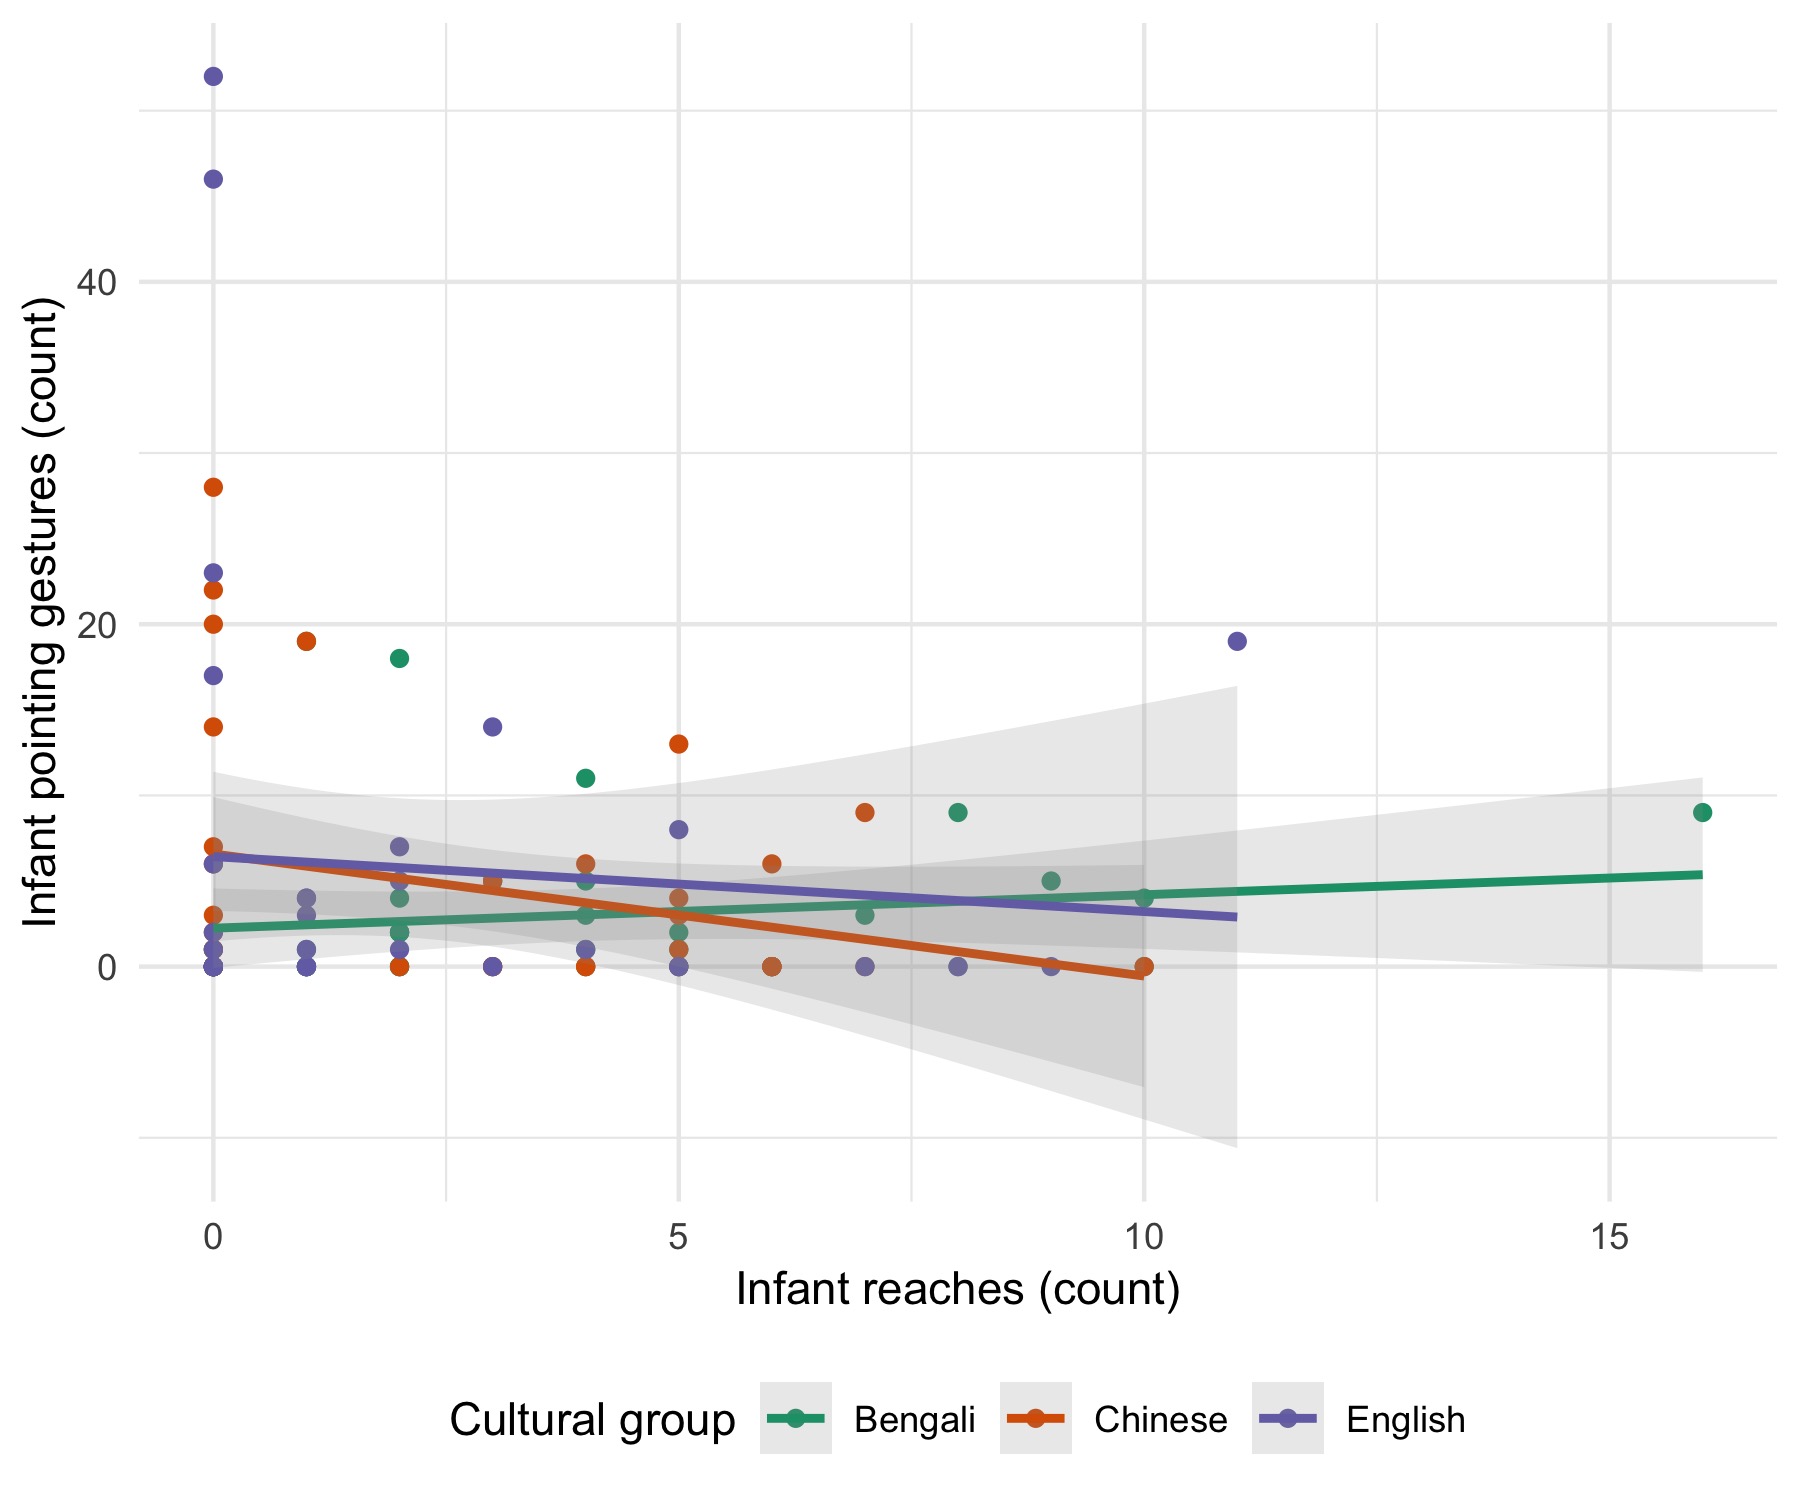 Infant pointing gestures (count)
40
20
0
0 5 10 15
Infant reaches (count)
Cultural group Bengali Chinese English